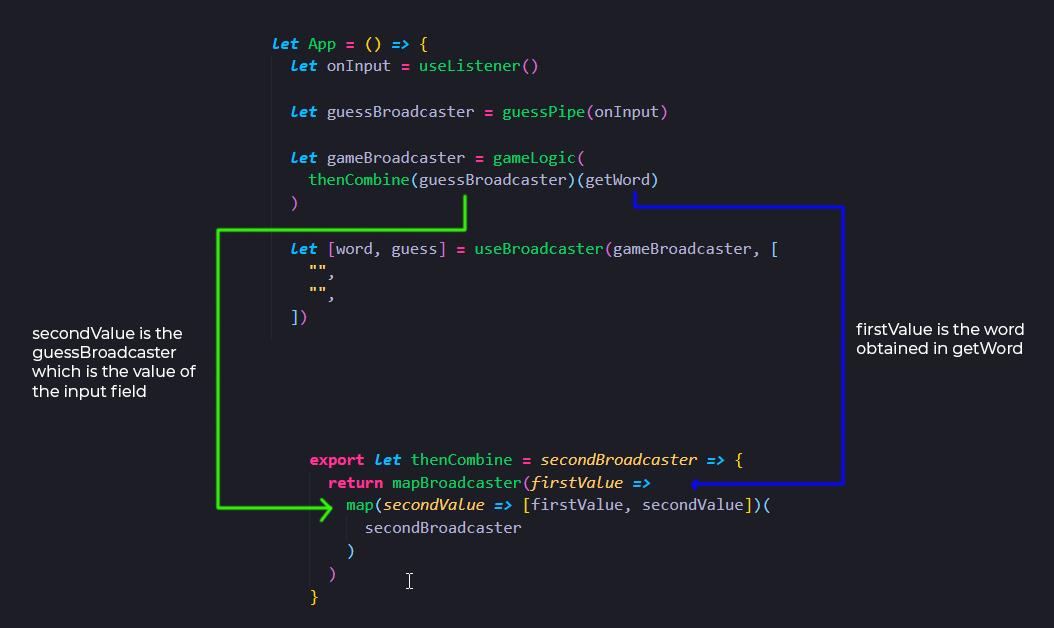 let App = () => {
let onInput = useListener()
let guessBroadcaster = guessPipe(onInput)
let gameBroadcaster = gameLogic(
thenCombine(guessBroadcaster)(getWord)
)
let [word, guess] = useBroadcaster(gameBroadcaster, [
"",
"",
])
secondValue is the
guessBroadcaster
which is the value of
the input field
firstValue is the word
obtained in getWord
export let thenCombine = secondBroadcaster => {
return mapBroadcaster(firstValue =>
map(secondValue => [firstValue, secondValue])(
secondBroadcaster
)
)
}